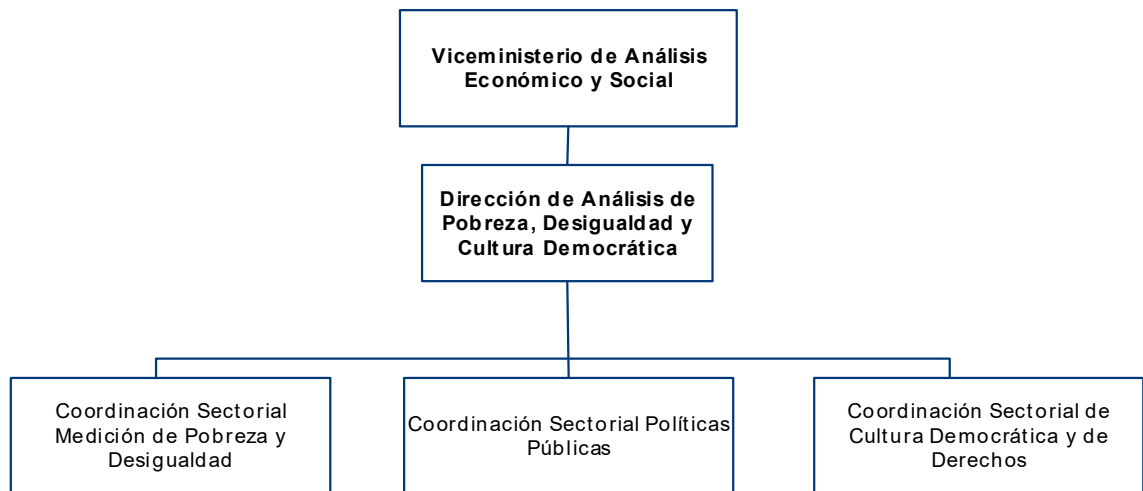 Viceministerio de Análisis
Económico y Social
Dirección de Análisis de
Pobreza, Desigualdad y
Cultura Democrática
Coordinación Sectorial
Medición de Pobreza y
Desigualdad
Coordinación Sectorial Políticas
Públicas
Coordinación Sectorial de
Cultura Democrática y de
Derechos